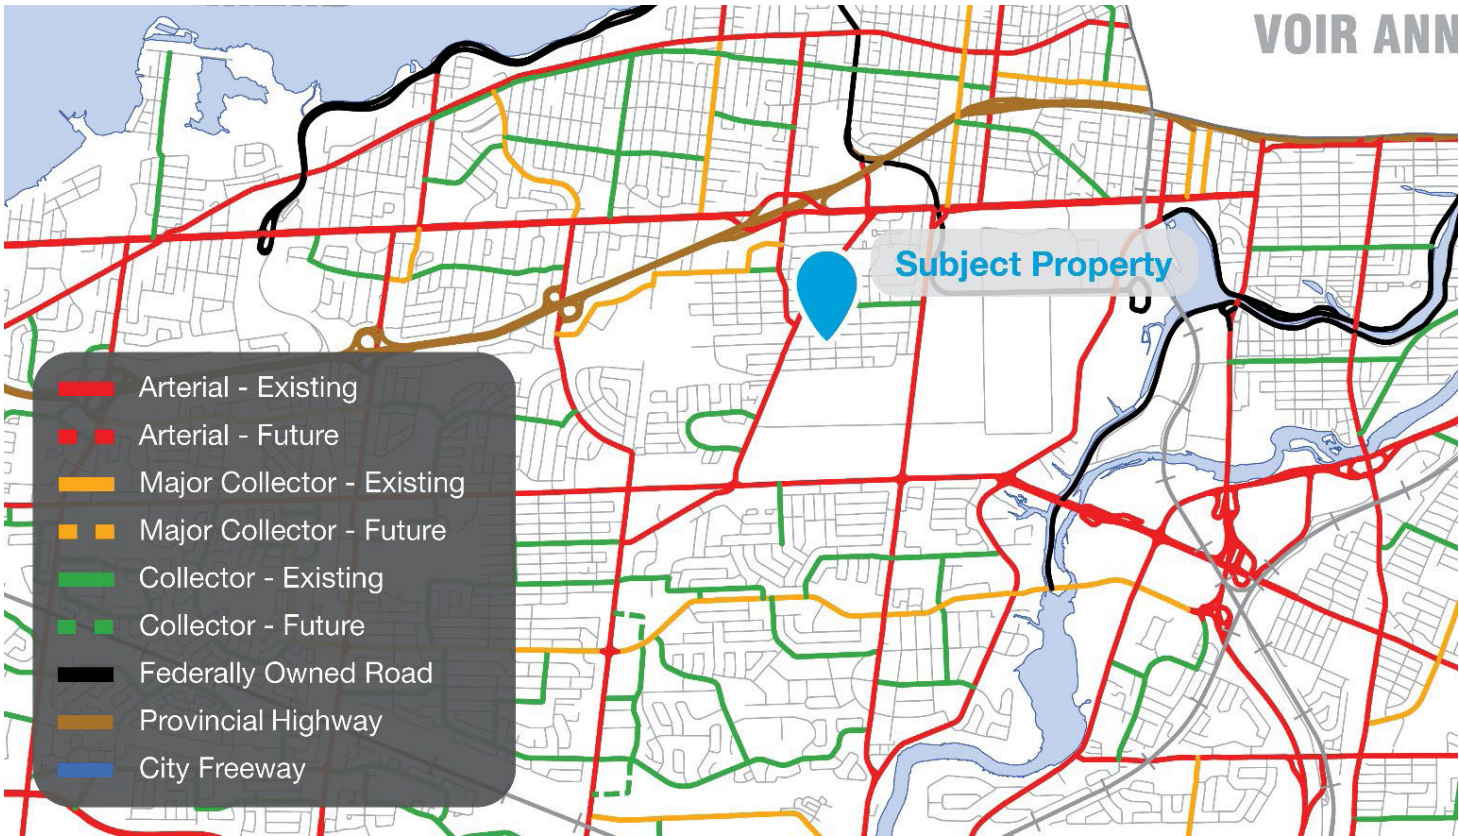 VOIR ANN
Subject Property
Arterial - Existing
Arterial - Future
Major Collector - Existing
Major Collector - Future
Collector - Existing
Collector - Future
Federally Owned Road
Provincial Highway
City Freeway